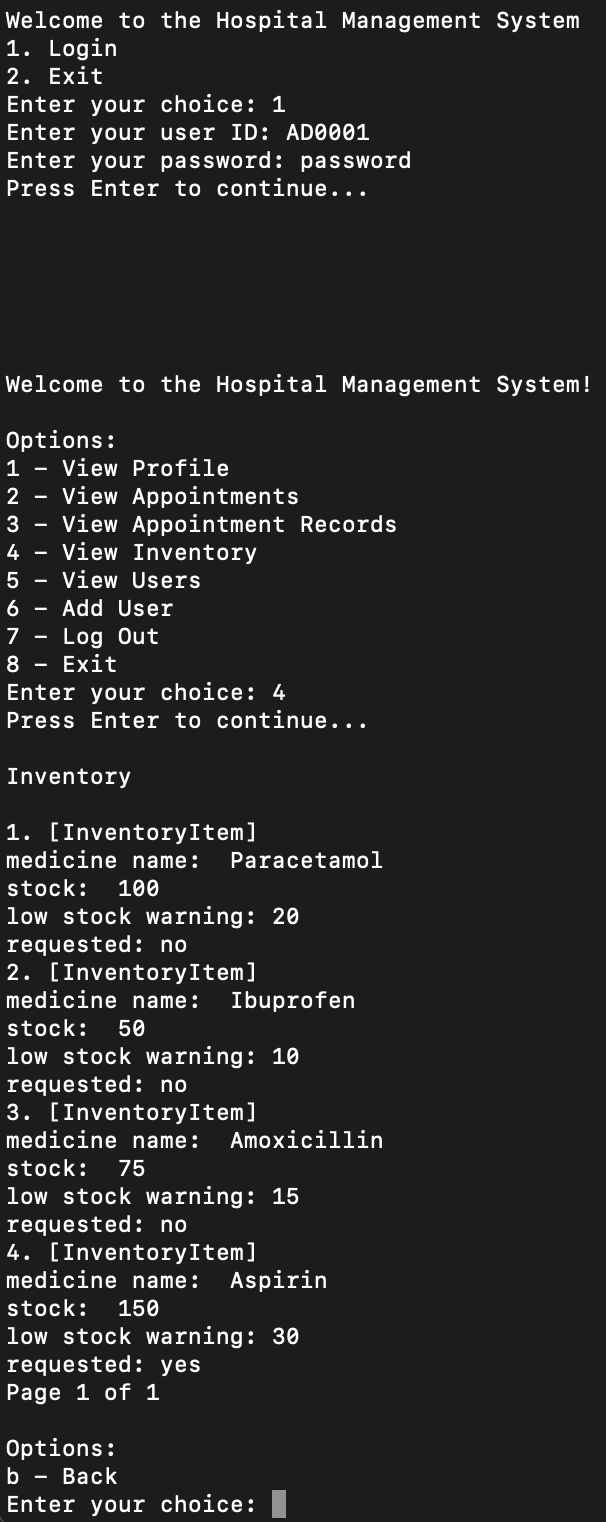 Welcome to the Hospital Management System
1. Login
2. Exit
Enter your choice: 1
Enter your user ID: AD0001
Enter your password: password
Press Enter to continue...
Welcome to the Hospital Management System!
Options:
1 – View Profile
2 – View Appointments
3 – View Appointment Records
4 – View Inventory
5 – View Users
6 – Add User
7 – Log Out
8 – Exit
Enter your choice: 4
Press Enter to continue...
Inventory
1. [InventoryItem]
medicine name:  Paracetamol
stock:  100
low stock warning: 20
requested: no
2. [InventoryItem]
medicine name:  Ibuprofen
stock:  50
low stock warning: 10
requested: no
3. [InventoryItem]
medicine name:  Amoxicillin
stock:  75
low stock warning: 15
requested: no
4. [InventoryItem]
medicine name:  Aspirin
stock:  150
low stock warning: 30
requested: yes
Page 1 of 1
Options:
b – Back
Enter your choice: